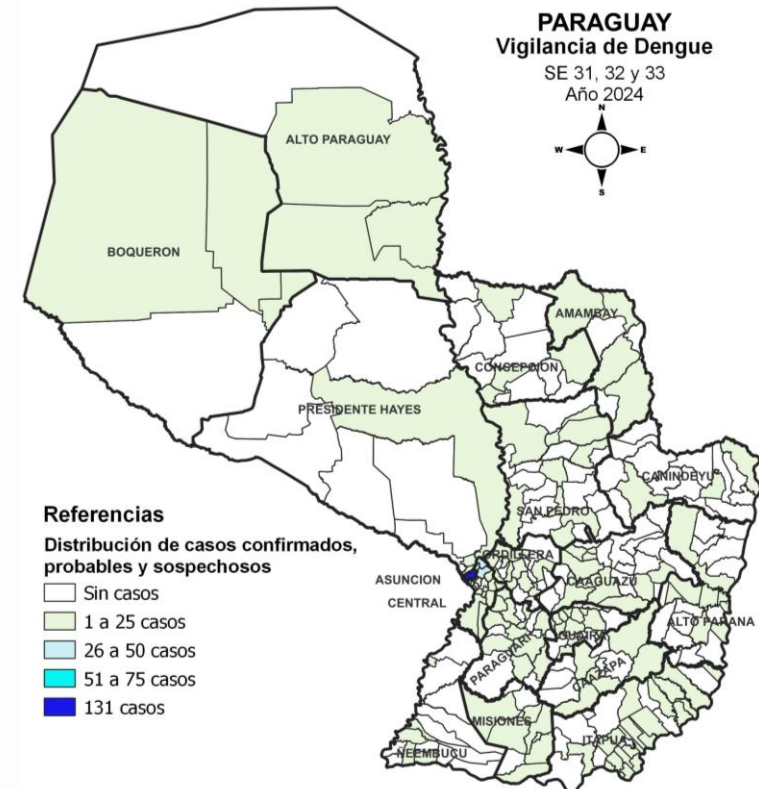 PARAGUAY
Vigilancia de Dengue
SE 31, 32 y 33
Año 2024
N
W
E
S
ALTO PARAGUAY
BOQUERON
AMAMBAY
CONCEPCIÓN
PRESIDENTE HAYES
CANINDEYU
SAN PEDRO
CORDILLERA
ASUNCION
CAAGUAZU
CENTRAL
ALTO PARANA
GUAIRA
PARAGUARI
CAAZAPA
MISIONES
ITAPUA
ÑEEMBUCU
Referencias
Distribución de casos confirmados,
probables y sospechosos
Sin casos
1 a 25 casos
26 a 50 casos
51 a 75 casos
131 casos